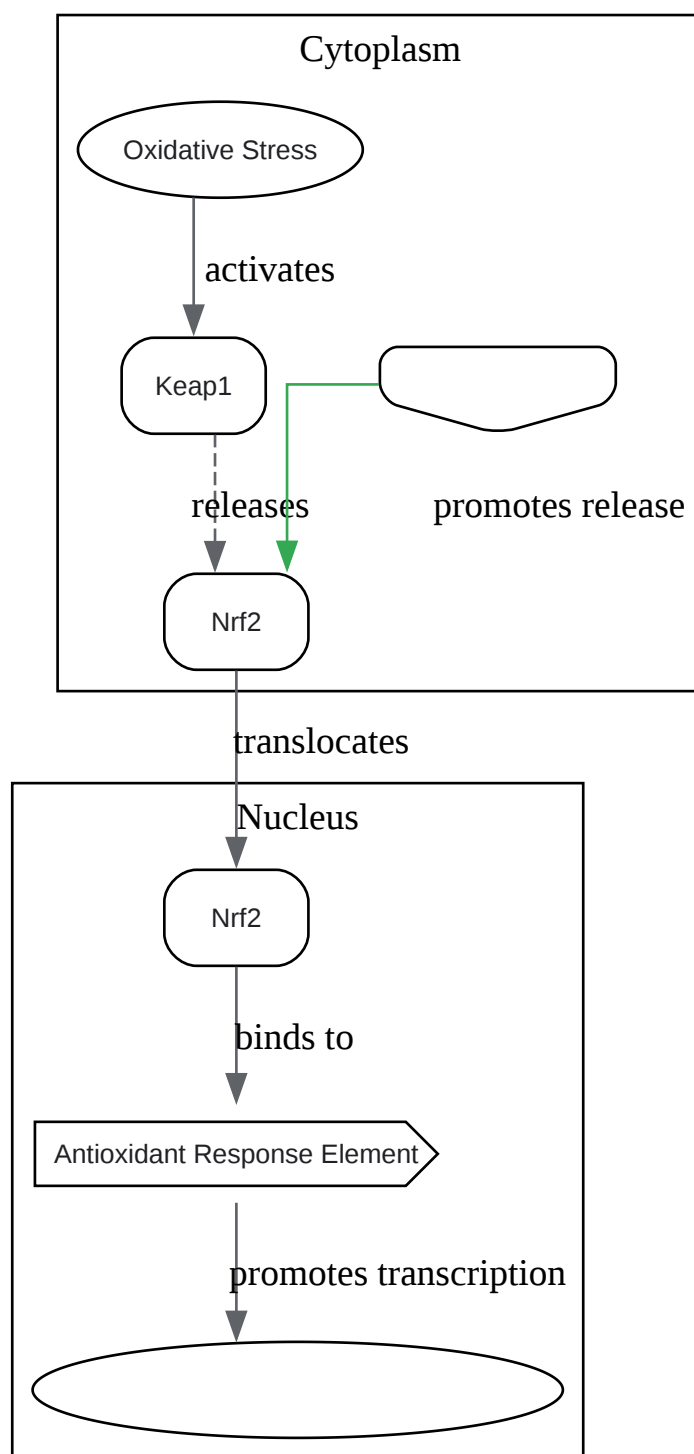 Cytoplasm
Oxidative Stress
activates
Keap1
releases
promotes release
Nrf2
translocates
Nucleus
Nrf2
binds to
Antioxidant Response Element
promotes transcription